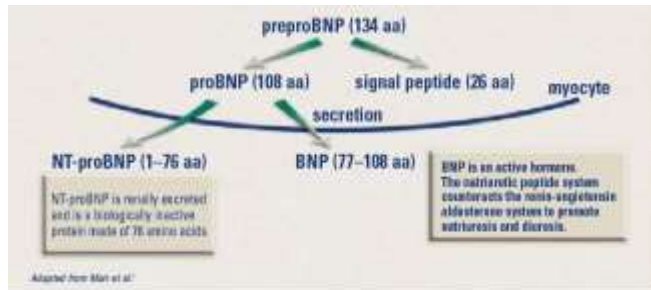 preproBNP (134 aa)
proBNP (108 aa)
signal peptide (26 aa)
myocyte
secretion
NT-proBNP (1–76 aa)
BNP (77–108 aa)
NT-proBNP is renally excreted
and is a biologically inactive
protein made of 76 amino acids
BNP is an active hormone.
The natriuretic peptide system
counteracts the renin-angiotensin
aldosterone system to promote
natriuresis and diuresis.
Adapted from et al